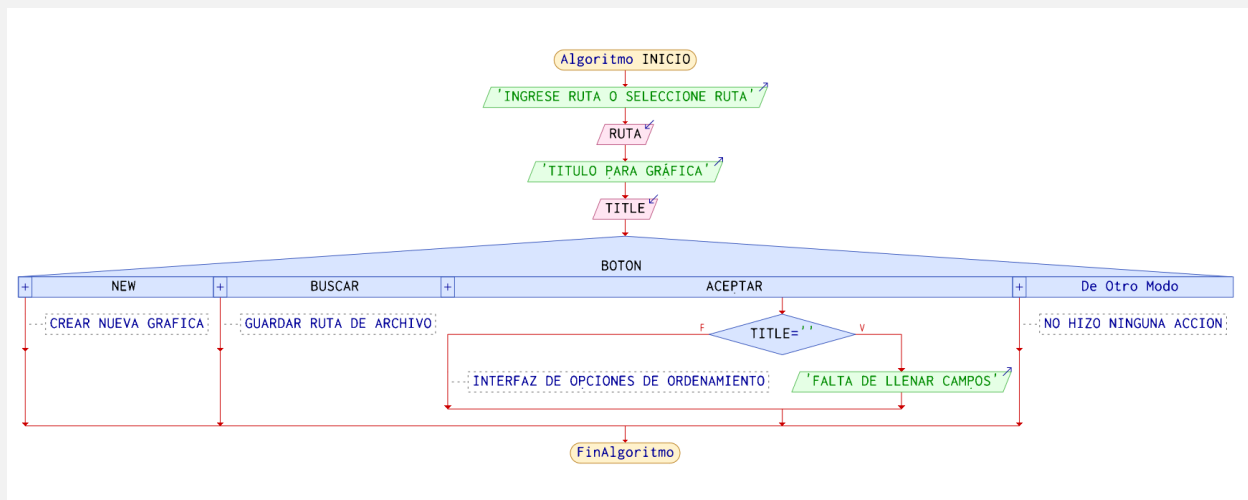 Algoritmo INICIO
'INGRESE RUTA O SELECCIONE RUTA'
RUTA
'TITULO PARA GRÁFICA'
TITLE
BOTON
+ NEW + BUSCAR + ACEPTAR + De Otro Modo
CREAR NUEVA GRAFICA
GUARDAR RUTA DE ARCHIVO
F TITLE='' V
NO HIZO NINGUNA ACCION
INTERFAZ DE OPCIONES DE ORDENAMIENTO
'FALTA DE LLENAR CAMPOS'
FinAlgoritmo